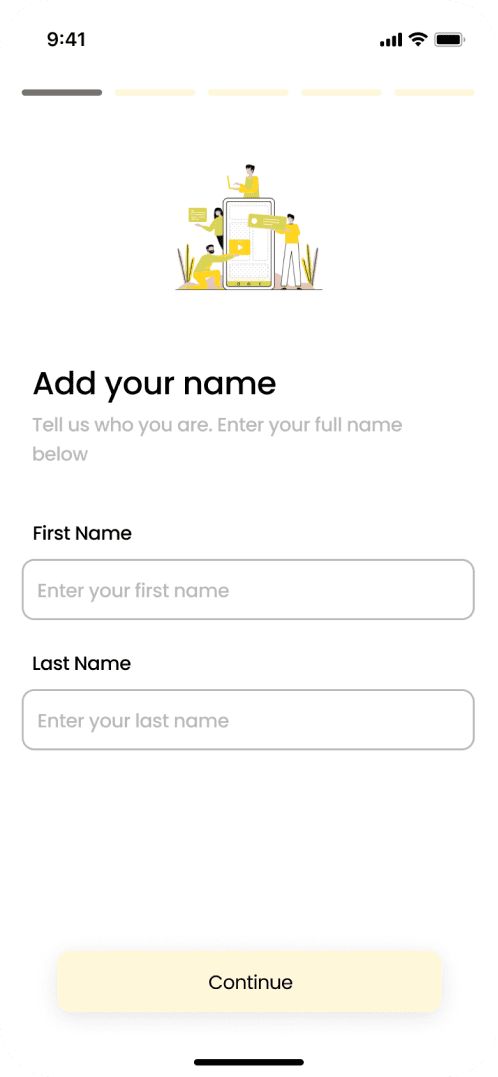 9:41
Add your name
Tell us who you are. Enter your full name
below
First Name
Enter your first name
Last Name
Enter your last name
Continue